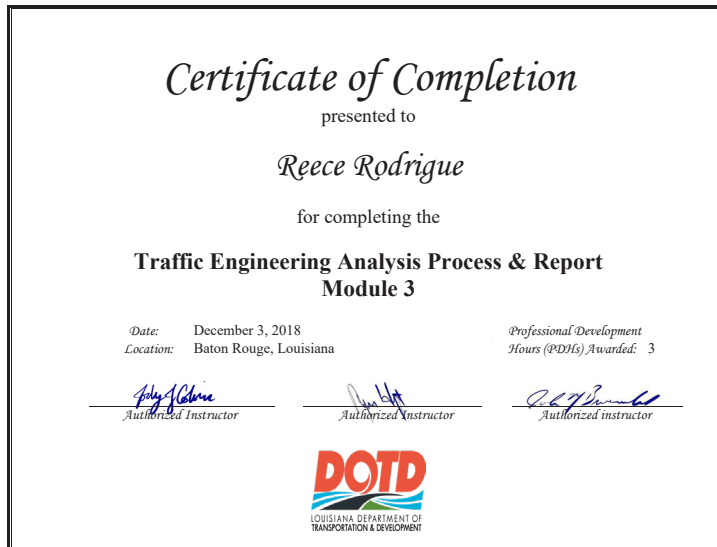 Certificate of Completion
presented to
Reece Rodrigue
for completing the
Traffic Engineering Analysis Process & Report
Module 3
Date: December 3, 2018
Location: Baton Rouge, Louisiana
Professional Development
Hours (PDHs) Awarded: 3
Authorized Instructor
Authorized Instructor
Authorized instructor
DOTD
LOUISIANA DEPARTMENT OF
TRANSPORTATION & DEVELOPMENT